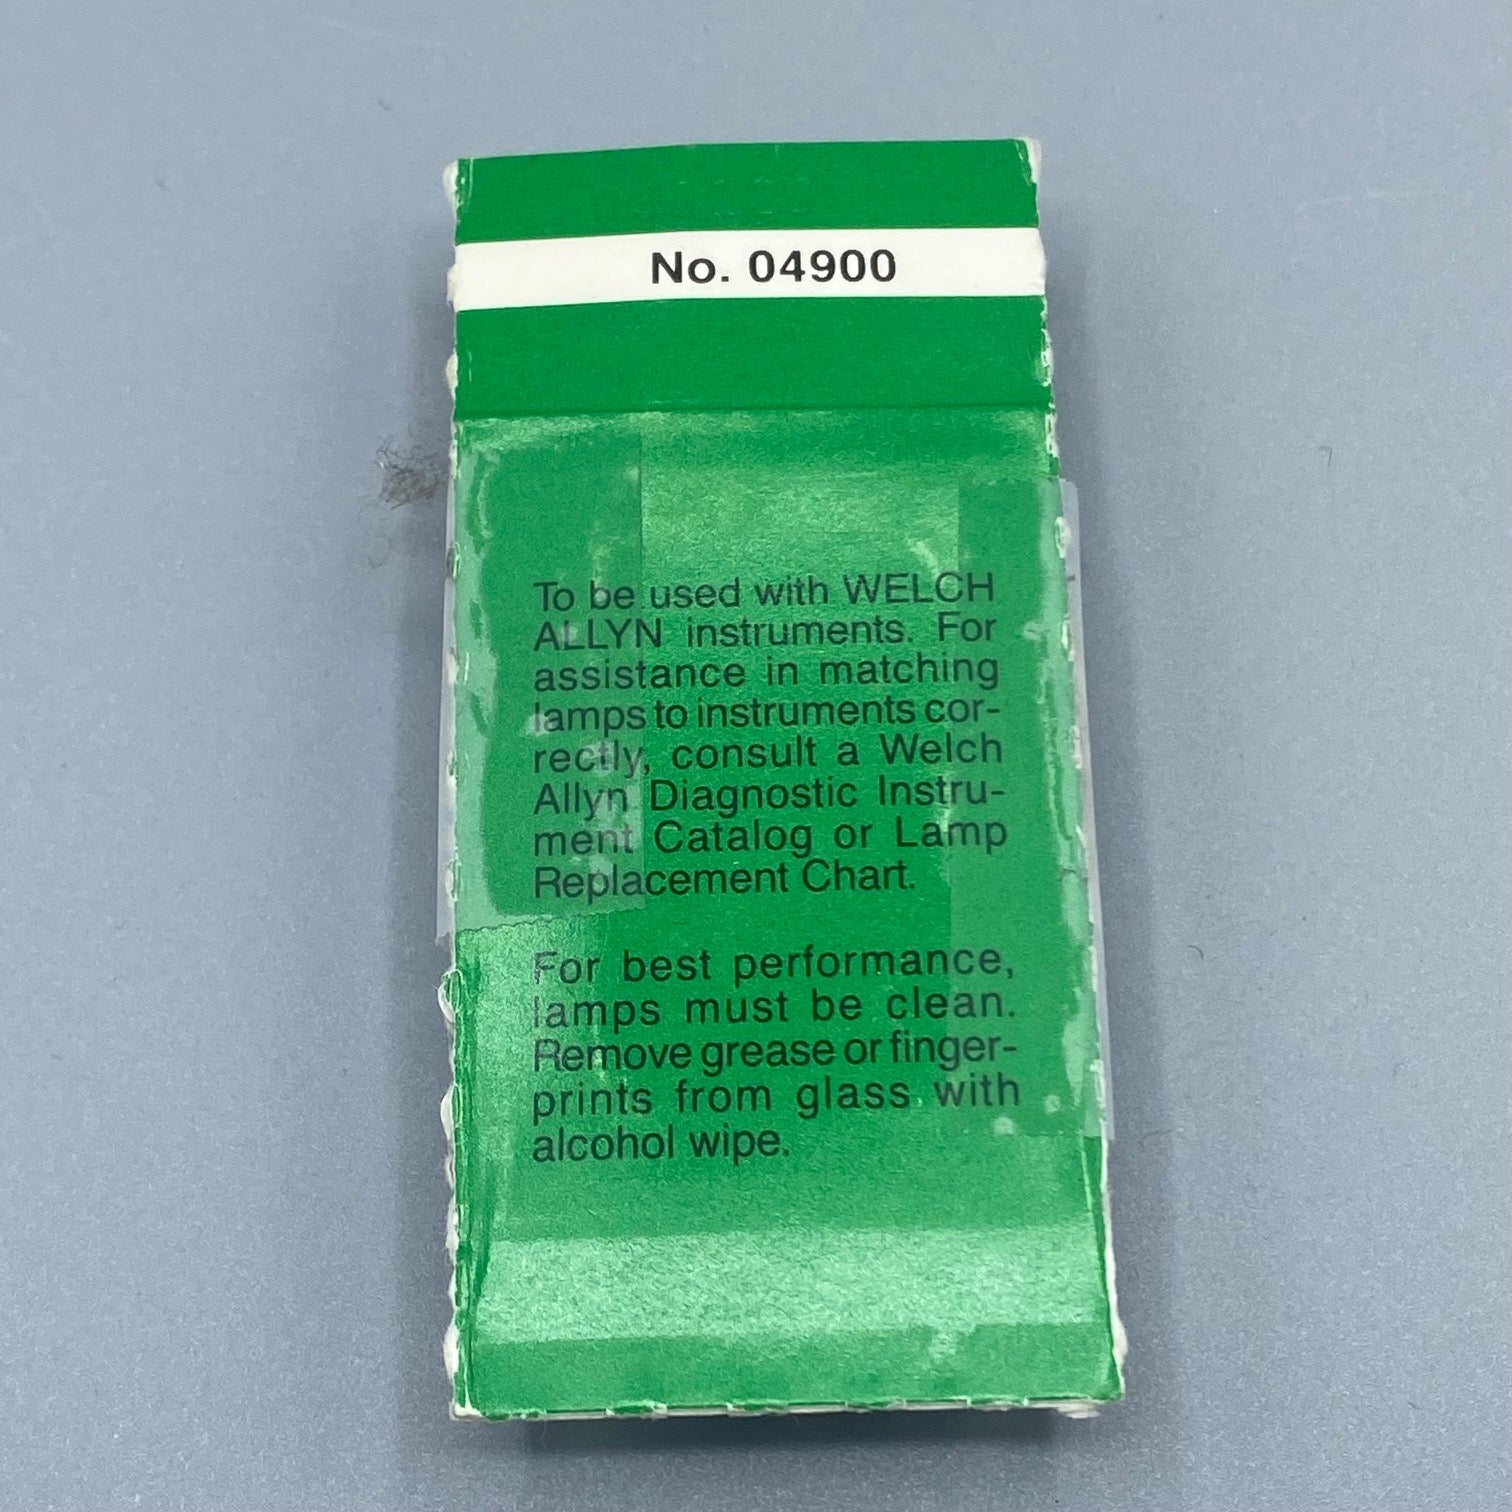 No. 04900
To be used with WELCH
ALLYN instruments. For
assistance in matching
lamps to instruments cor-
rectly, consult a Welch
Allyn Diagnostic Instru-
ment Catalog or Lamp
Replacement Chart.
For best performance,
lamps must be clean.
Remove grease or finger-
prints from glass with
alcohol wipe.